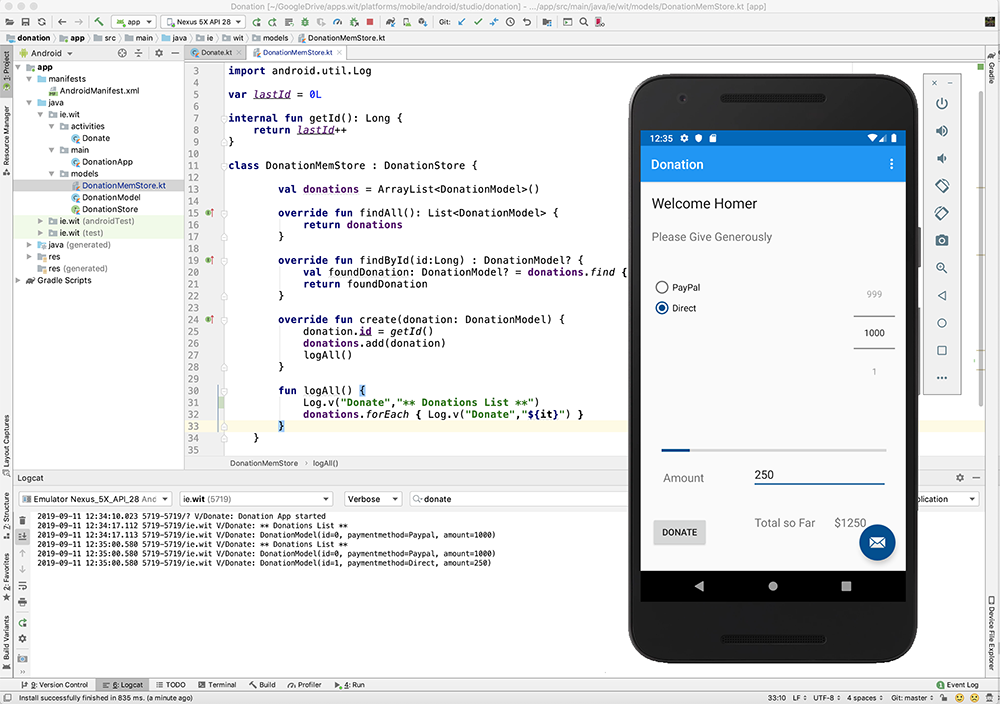 Donation [~/GoogleDrive/apps.wit/platforms/mobile/android/studio/donation] - .../app/src/main/java/ie/wit/models/DonationMemStore.kt [app]
app
Nexus 5X API 28
Git:
donation
app
src
main
java
ie
wit
models
DonationMemStore.kt
1: Project
Resource Manager
Layout Captures
Z: Structure
2: Favorites
Build Variants
Android
app
manifests
AndroidManifest.xml
java
ie.wit
activities
Donate
main
DonationApp
models
DonationMemStore.kt
DonationModel
DonationStore
ie.wit (androidTest)
ie.wit (test)
java (generated)
res
res (generated)
Gradle Scripts
Donate.kt
DonationMemStore.kt
3 import android.util.Log
4
5 var lastId = 0L
6
7 internal fun getId(): Long {
8 return lastId++
9 }
10
11 class DonationMemStore : DonationStore {
12
13 val donations = ArrayList<DonationModel>()
14
15 override fun findAll(): List<DonationModel> {
16 return donations
17 }
18
19 override fun findById(id:Long) : DonationModel? {
20 val foundDonation: DonationModel? = donations.find {
21 return foundDonation
22 }
23
24 override fun create(donation: DonationModel) {
25 donation.id = getId()
26 donations.add(donation)
27 logAll()
28 }
29
30 fun logAll() {
31 Log.v("Donate","** Donations List **")
32 donations.forEach { Log.v("Donate","${it}") }
33 }
34 }
35
DonationMemStore › logAll()
Gradle
Device File Explorer
12:35
Donation
Welcome Homer
Please Give Generously
PayPal
Direct
999
1000
1
Amount
250
Total so Far
$1250
DONATE
Logcat
Emulator Nexus_5X_API_28 And
ie.wit (5719)
Verbose
donate
plication
2019-09-11 12:34:10.023 5719-5719/? V/Donate: Donation App started
2019-09-11 12:34:17.112 5719-5719/ie.wit V/Donate: ** Donations List **
2019-09-11 12:34:17.113 5719-5719/ie.wit V/Donate: DonationModel(id=0, paymentmethod=Paypal, amount=1000)
2019-09-11 12:35:00.580 5719-5719/ie.wit V/Donate: ** Donations List **
2019-09-11 12:35:00.580 5719-5719/ie.wit V/Donate: DonationModel(id=0, paymentmethod=Paypal, amount=1000)
2019-09-11 12:35:00.580 5719-5719/ie.wit V/Donate: DonationModel(id=1, paymentmethod=Direct, amount=250)
9: Version Control
6: Logcat
TODO
Terminal
Build
Profiler
4: Run
Event Log
Install successfully finished in 835 ms. (a minute ago)
33:10
LF
UTF-8
4 spaces
Git: master